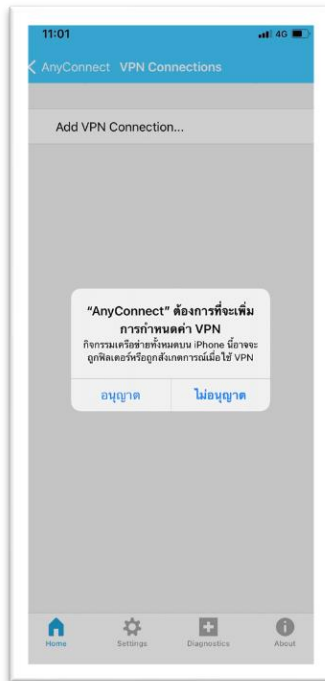 11:01
4G
AnyConnect VPN Connections
Add VPN Connection...
“AnyConnect” ต้องการที่จะเพิ่ม
การกำหนดค่า VPN
กิจกรรมเครือข่ายทั้งหมดบน iPhone นี้อาจจะ
ถูกฟิลเตอร์หรือถูกสังเกตการณ์เมื่อใช้ VPN
อนุญาต ไม่อนุญาต
Home Settings Diagnostics About